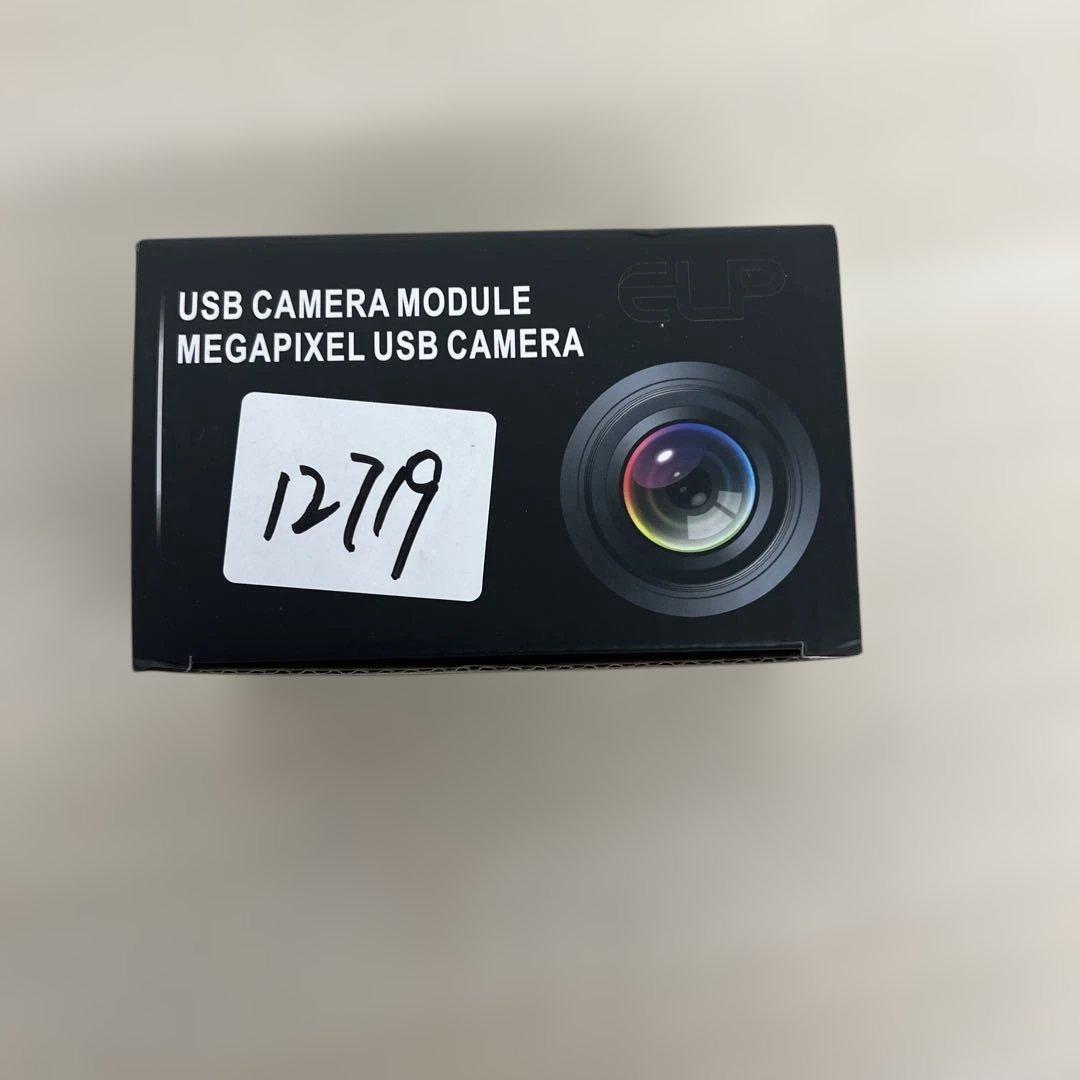 ELP
USB CAMERA MODULE
MEGAPIXEL USB CAMERA
12719